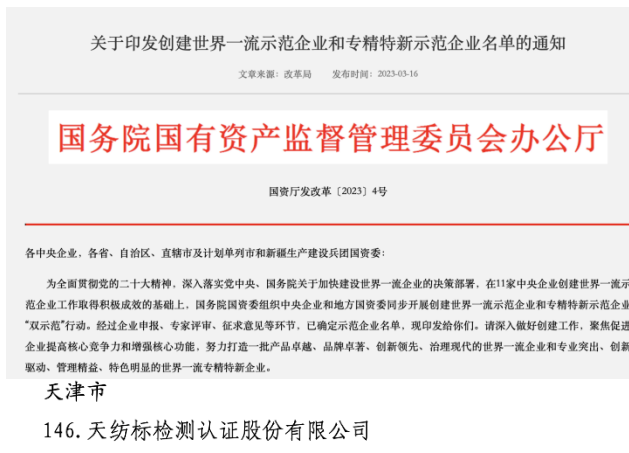 关于印发创建世界一流示范企业和专精特新示范企业名单的通知
文章来源：改革局 发布时间：2023-03-16
国务院国有资产监督管理委员会办公厅
国资厅发改革〔2023〕4号
各中央企业，各省、自治区、直辖市及计划单列市和新疆生产建设兵团国资委：
为全面贯彻党的二十大精神，深入落实党中央、国务院关于加快建设世界一流企业的决策部署，在11家中央企业创建世界一流示
范企业工作取得积极成效的基础上，国务院国资委组织中央企业和地方国资委同步开展创建世界一流示范企业和专精特新示范企业
“双示范”行动。经过企业申报、专家评审、征求意见等环节，已确定示范企业名单，现印发给你们。请深入做好创建工作，聚焦促进
企业提高核心竞争力和增强核心功能，努力打造一批产品卓越、品牌卓著、创新领先、治理现代的世界一流企业和专业突出、创新
驱动、管理精益、特色明显的世界一流专精特新企业。
天津市
146.天纺标检测认证股份有限公司